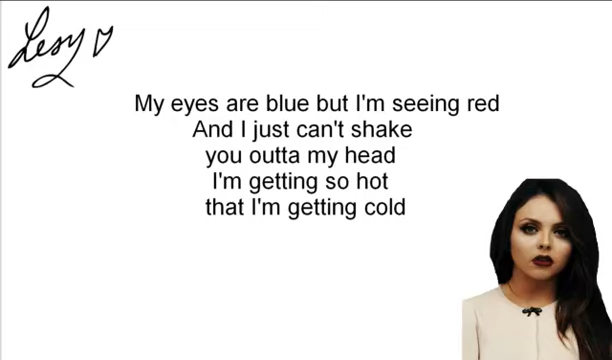 Lesy
My eyes are blue but I'm seeing red
And I just can't shake
you outta my head
I'm getting so hot
that I'm getting cold